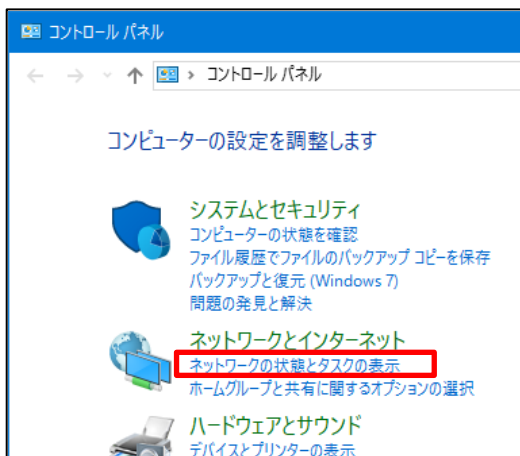 コントロール パネル
コントロール パネル
コンピューターの設定を調整します
システムとセキュリティ
コンピューターの状態を確認
ファイル履歴でファイルのバックアップ コピーを保存
バックアップと復元 (Windows 7)
問題の発見と解決
ネットワークとインターネット
ネットワークの状態とタスクの表示
ホームグループと共有に関するオプションの選択
ハードウェアとサウンド
デバイスとプリンターの表示